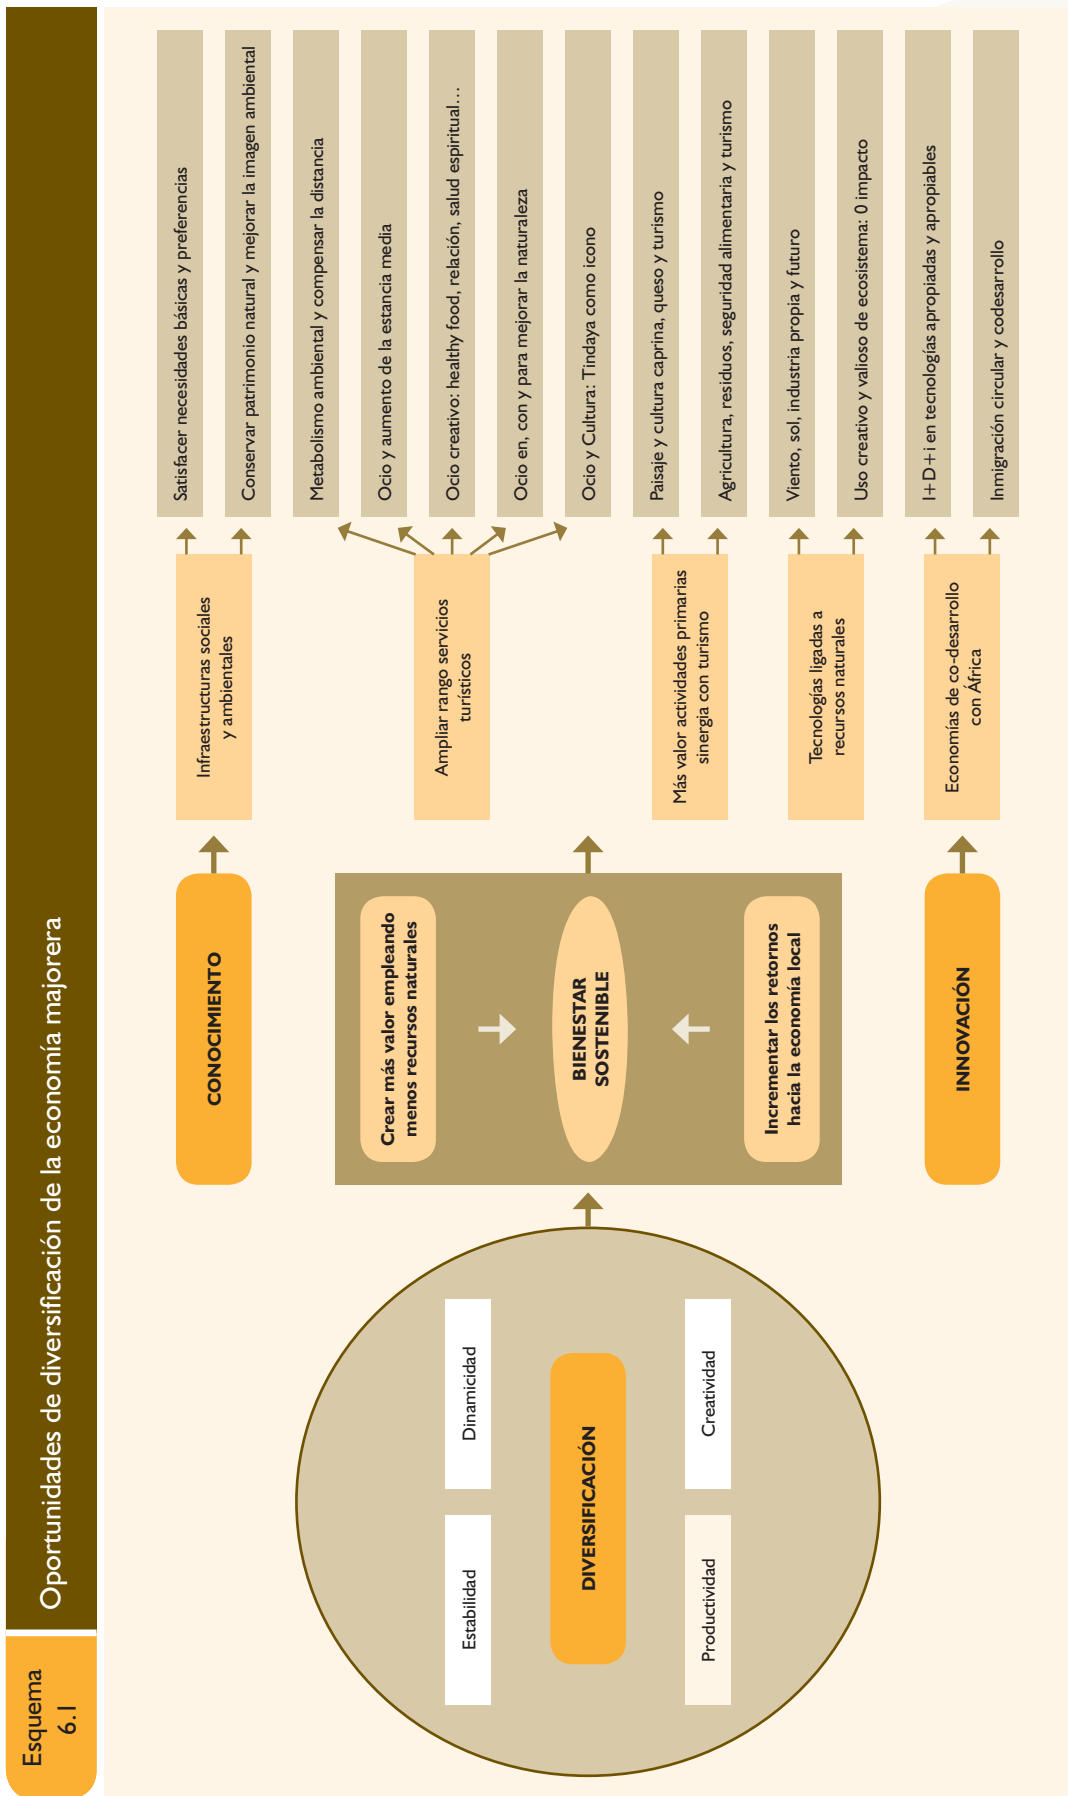 Esquema
6.1
Oportunidades de diversificación de la economía majorera
Estabilidad
Dinamicidad
DIVERSIFICACIÓN
Productividad
Creatividad
CONOCIMIENTO
Crear más valor empleando
menos recursos naturales
BIENESTAR
SOSTENIBLE
Incrementar los retornos
hacia la economía local
INNOVACIÓN
Infraestructuras sociales
y ambientales
Ampliar rango servicios
turísticos
Más valor actividades primarias
sinergia con turismo
Tecnologías ligadas a
recursos naturales
Economías de co-desarrollo
con África
Satisfacer necesidades básicas y preferencias
Conservar patrimonio natural y mejorar la imagen ambiental
Metabolismo ambiental y compensar la distancia
Ocio y aumento de la estancia media
Ocio creativo: healthy food, relación, salud espiritual…
Ocio en, con y para mejorar la naturaleza
Ocio y Cultura: Tindaya como icono
Paisaje y cultura caprina, queso y turismo
Agricultura, residuos, seguridad alimentaria y turismo
Viento, sol, industria propia y futuro
Uso creativo y valioso de ecosistema: 0 impacto
I+D+i en tecnologías apropiadas y apropiables
Inmigración circular y codesarrollo